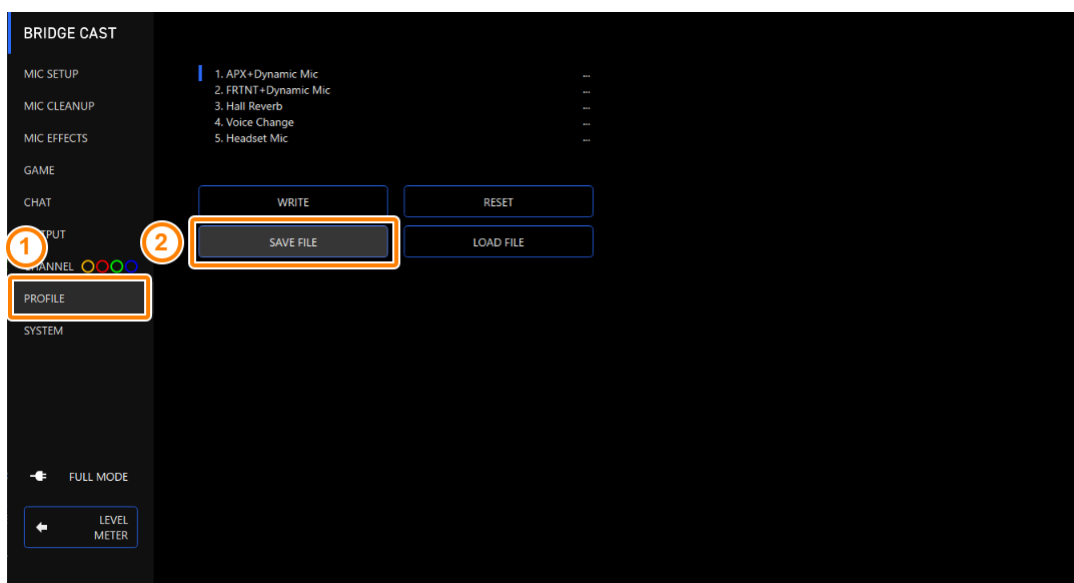 BRIDGE CAST
MIC SETUP
MIC CLEANUP
MIC EFFECTS
GAME
CHAT
PUT
CHANNEL
PROFILE
SYSTEM
FULL MODE
LEVEL
METER
1
2
1. APX+Dynamic Mic ...
2. FRTNT+Dynamic Mic ...
3. Hall Reverb ...
4. Voice Change ...
5. Headset Mic ...
WRITE
RESET
SAVE FILE
LOAD FILE